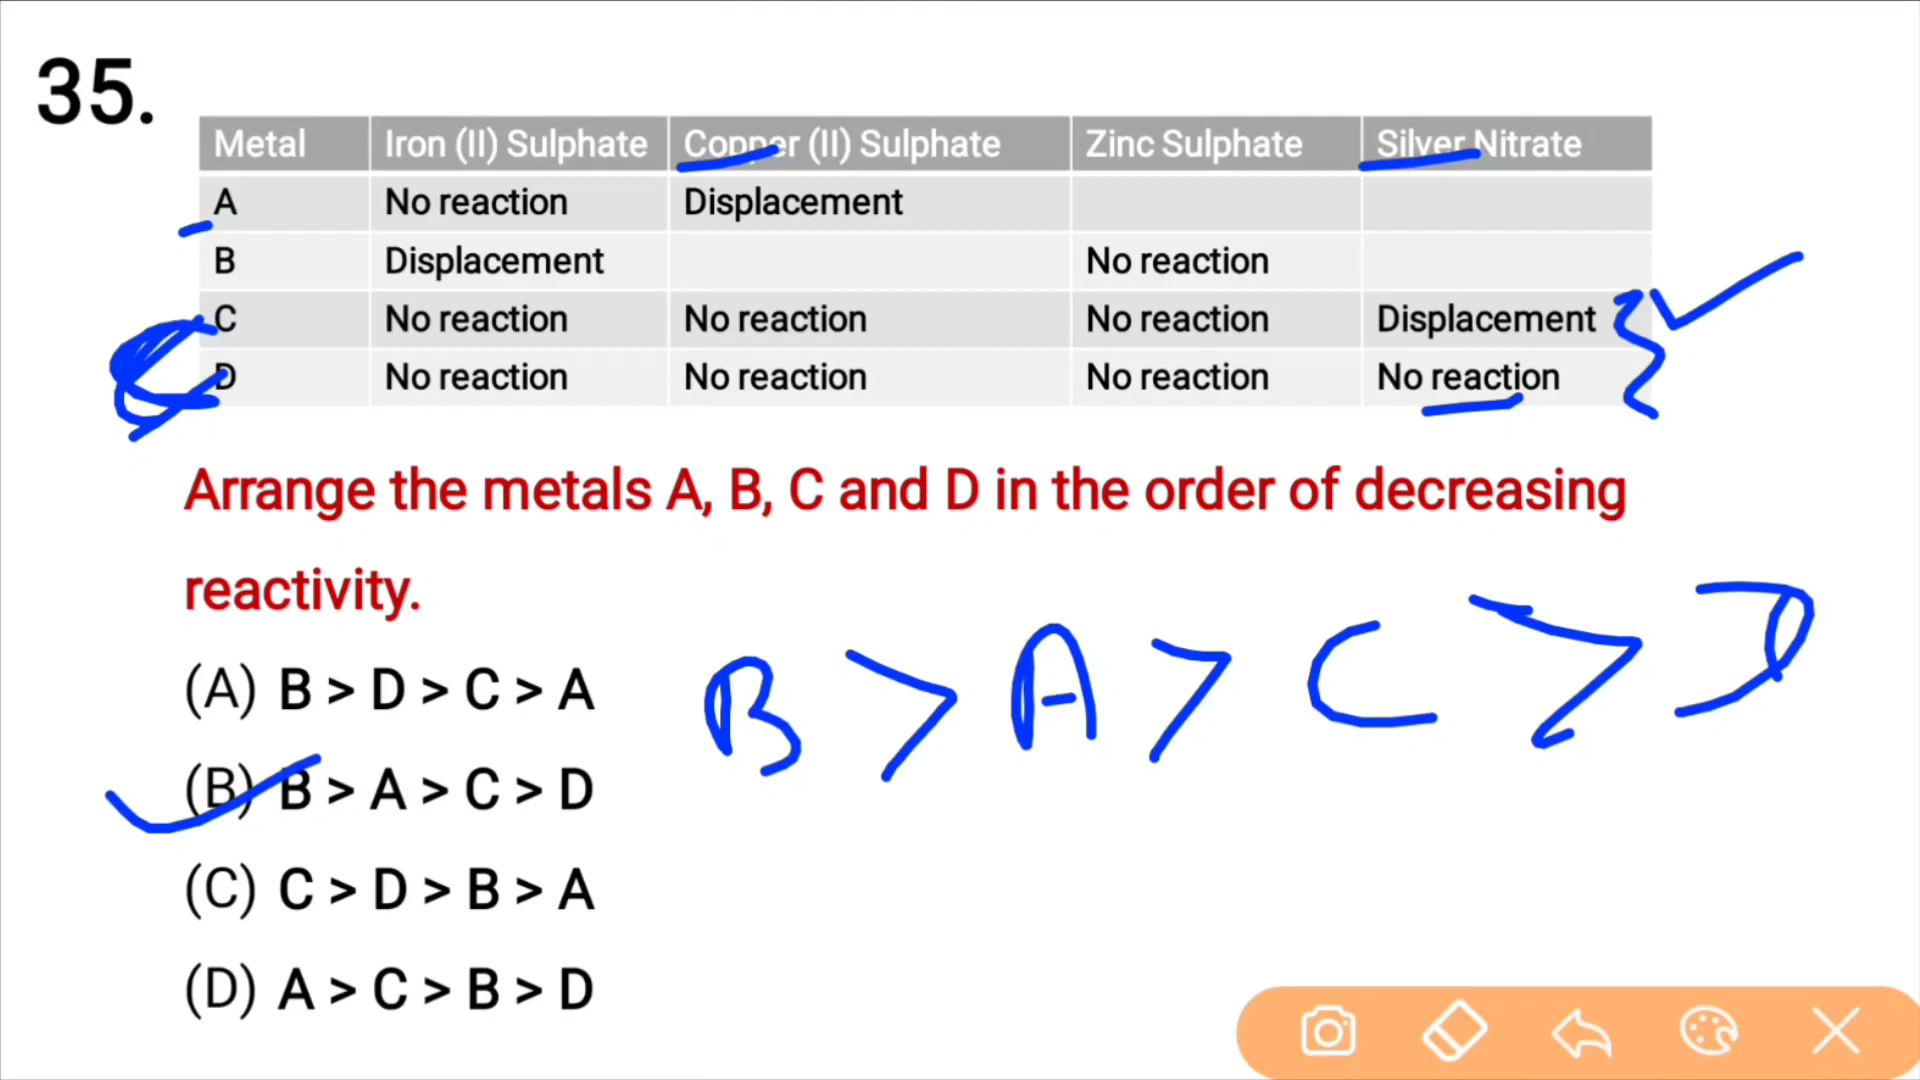 35.
Metal Iron (II) Sulphate Copper (II) Sulphate Zinc Sulphate Silver Nitrate
A No reaction Displacement
B Displacement No reaction
C No reaction No reaction No reaction Displacement
D No reaction No reaction No reaction No reaction
Arrange the metals A, B, C and D in the order of decreasing
reactivity.
(A) B > D > C > A
B > A > C > D
(B) B > A > C > D
(C) C > D > B > A
(D) A > C > B > D